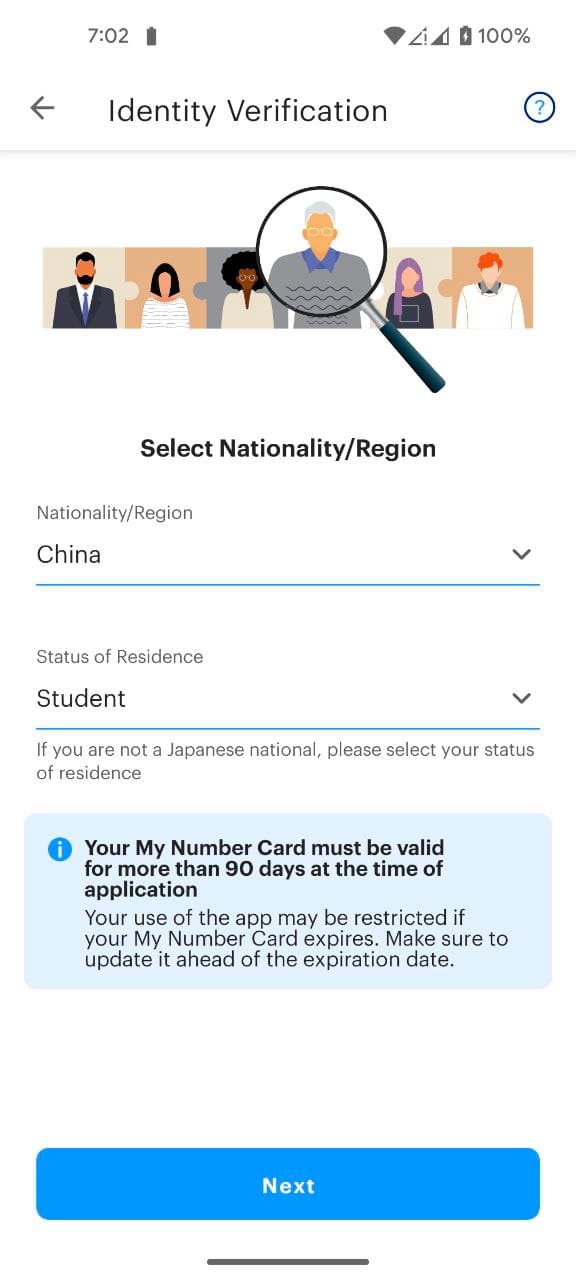 7:02 100%
Identity Verification ?
Select Nationality/Region
Nationality/Region
China
Status of Residence
Student
If you are not a Japanese national, please select your status
of residence
Your My Number Card must be valid
for more than 90 days at the time of
application
Your use of the app may be restricted if
your My Number Card expires. Make sure to
update it ahead of the expiration date.
Next